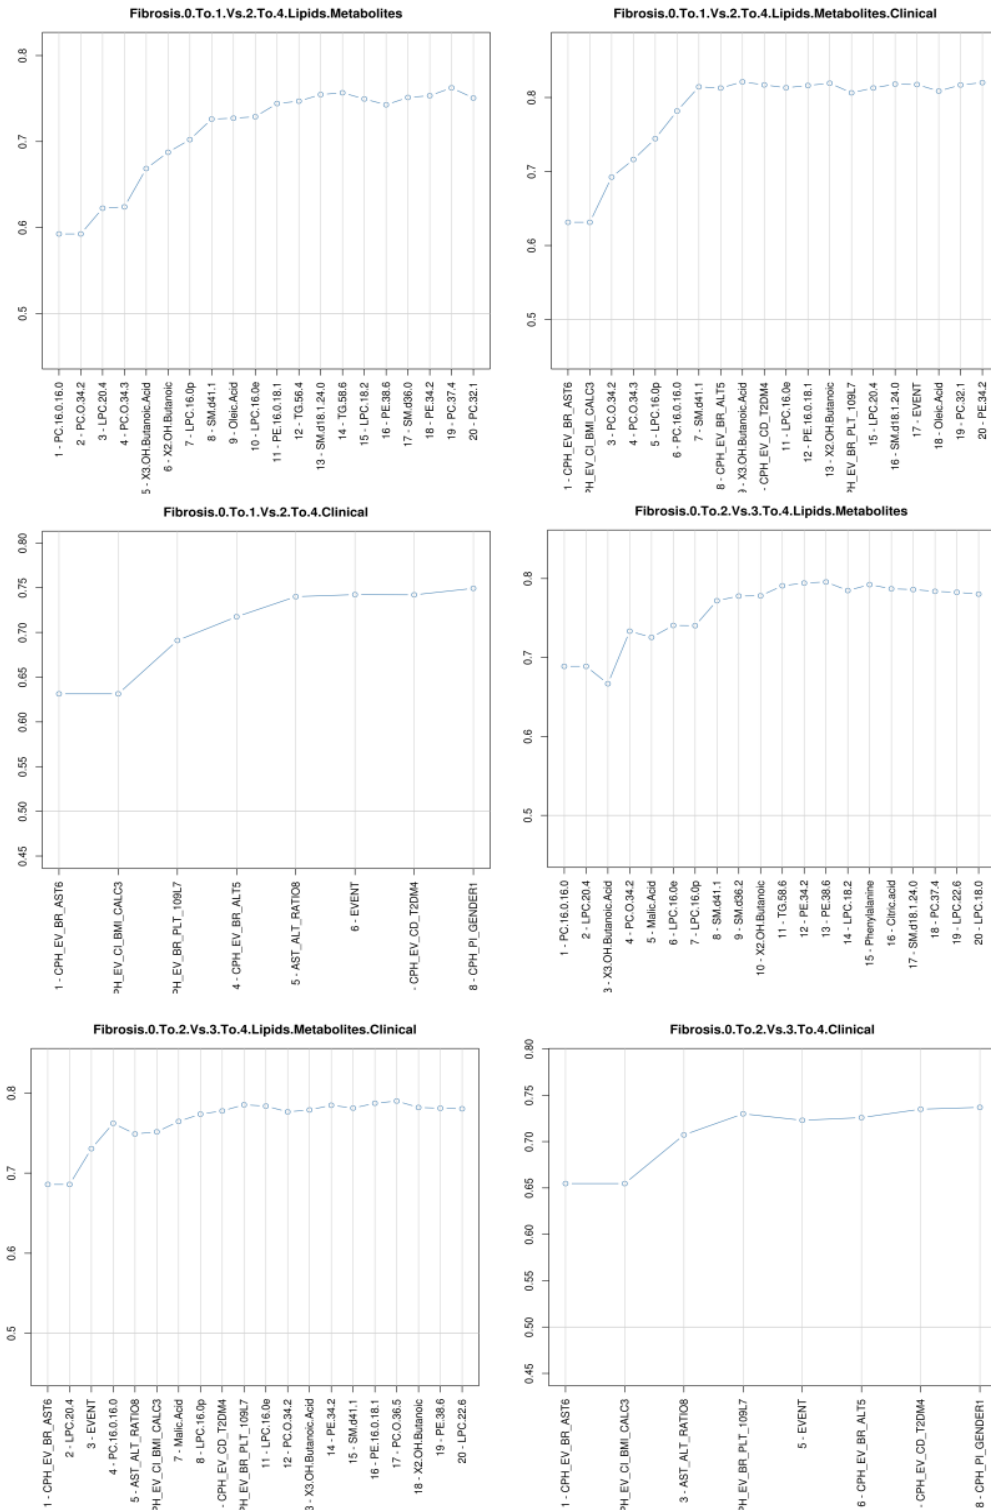 Fibrosis.0.To.1.Vs.2.To.4.Lipids.Metabolites
0.8
0.7
0.6
0.5
1 - PC.16.0.16.0
2 - PC.O.34.2
3 - LPC.20.4
4 - PC.O.34.3
5 - X3.OH.Butanoic.Acid
6 - X2.OH.Butanoic
7 - LPC.16.0p
8 - SM.d41.1
9 - Oleic.Acid
10 - LPC.16.0e
11 - PE.16.0.18.1
12 - TG.56.4
13 - SM.d18.1.24.0
14 - TG.58.6
15 - LPC.18.2
16 - PE.38.6
17 - SM.d36.0
18 - PE.34.2
19 - PC.37.4
20 - PC.32.1
Fibrosis.0.To.1.Vs.2.To.4.Lipids.Metabolites.Clinical
0.8
0.7
0.6
0.5
1 - CPH_EV_BR_AST6
PH_EV_CI_BMI_CALC3
3 - PC.O.34.2
4 - PC.O.34.3
5 - LPC.16.0p
6 - PC.16.0.16.0
7 - SM.d41.1
8 - CPH_EV_BR_ALT5
9 - X3.OH.Butanoic.Acid
- CPH_EV_CD_T2DM4
11 - LPC.16.0e
12 - PE.16.0.18.1
13 - X2.OH.Butanoic
PH_EV_BR_PLT_109L7
15 - LPC.20.4
16 - SM.d18.1.24.0
17 - EVENT
18 - Oleic.Acid
19 - PC.32.1
20 - PE.34.2
Fibrosis.0.To.1.Vs.2.To.4.Clinical
0.80
0.75
0.70
0.65
0.60
0.55
0.50
0.45
1 - CPH_EV_BR_AST6
PH_EV_CI_BMI_CALC3
PH_EV_BR_PLT_109L7
4 - CPH_EV_BR_ALT5
5 - AST_ALT_RATIO8
6 - EVENT
- CPH_EV_CD_T2DM4
8 - CPH_PI_GENDER1
Fibrosis.0.To.2.Vs.3.To.4.Lipids.Metabolites
0.8
0.7
0.6
0.5
1 - PC.16.0.16.0
2 - LPC.20.4
3 - X3.OH.Butanoic.Acid
4 - PC.O.34.2
5 - Malic.Acid
6 - LPC.16.0e
7 - LPC.16.0p
8 - SM.d41.1
9 - SM.d36.2
10 - X2.OH.Butanoic
11 - TG.58.6
12 - PE.34.2
13 - PE.38.6
14 - LPC.18.2
15 - Phenylalanine
16 - Citric.acid
17 - SM.d18.1.24.0
18 - PC.37.4
19 - LPC.22.6
20 - LPC.18.0
Fibrosis.0.To.2.Vs.3.To.4.Lipids.Metabolites.Clinical
0.8
0.7
0.6
0.5
1 - CPH_EV_BR_AST6
2 - LPC.20.4
3 - EVENT
4 - PC.16.0.16.0
5 - AST_ALT_RATIO8
PH_EV_CI_BMI_CALC3
7 - Malic.Acid
8 - LPC.16.0p
- CPH_EV_CD_T2DM4
PH_EV_BR_PLT_109L7
11 - LPC.16.0e
12 - PC.O.34.2
3 - X3.OH.Butanoic.Acid
14 - PE.34.2
15 - SM.d41.1
16 - PE.16.0.18.1
17 - PC.O.36.5
18 - X2.OH.Butanoic
19 - PE.38.6
20 - LPC.22.6
Fibrosis.0.To.2.Vs.3.To.4.Clinical
0.80
0.75
0.70
0.65
0.60
0.55
0.50
0.45
1 - CPH_EV_BR_AST6
PH_EV_CI_BMI_CALC3
3 - AST_ALT_RATIO8
PH_EV_BR_PLT_109L7
5 - EVENT
6 - CPH_EV_BR_ALT5
- CPH_EV_CD_T2DM4
8 - CPH_PI_GENDER1